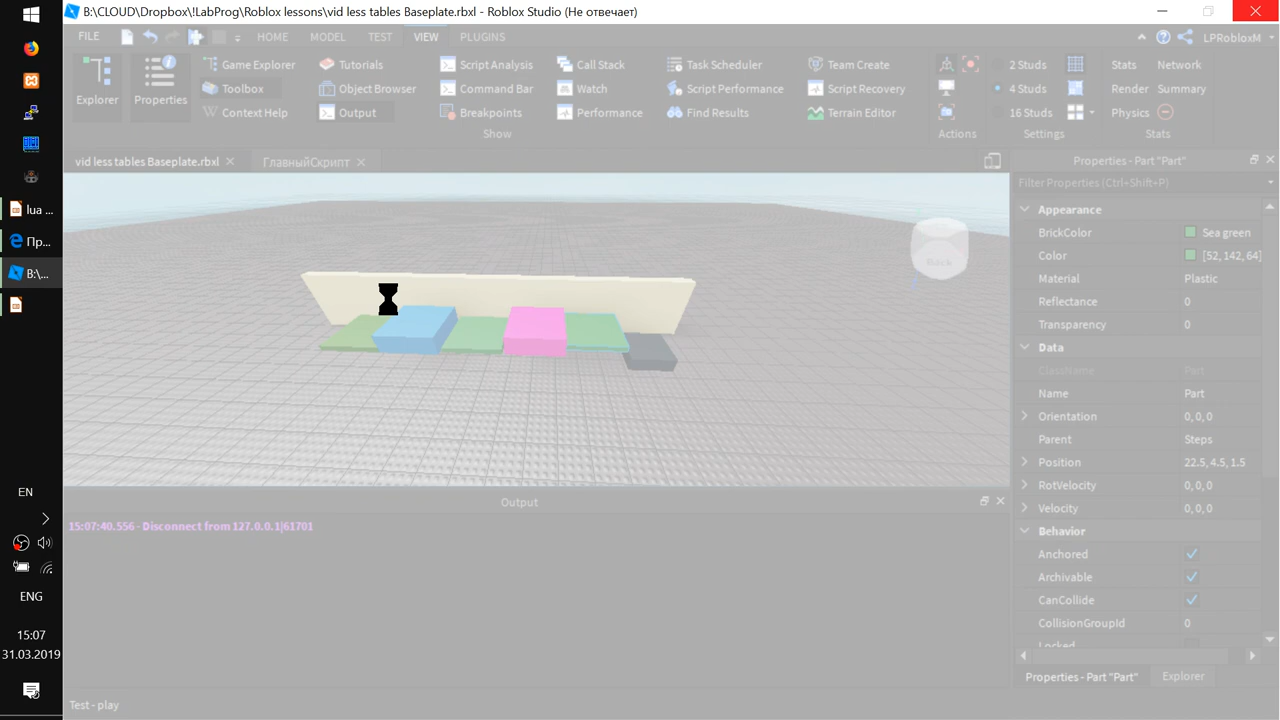 B:\CLOUD\Dropbox\!LabProg\Roblox lessons\vid less tables Baseplate.rbxl - Roblox Studio (Не отвечает)
FILE HOME MODEL TEST VIEW PLUGINS LPRobloxM
Explorer
Properties
Game Explorer
Toolbox
Context Help
Tutorials
Object Browser
Output
Script Analysis
Command Bar
Breakpoints
Call Stack
Watch
Performance
Task Scheduler
Script Performance
Find Results
Team Create
Script Recovery
Terrain Editor
Show
Actions
2 Studs
4 Studs
16 Studs
Settings
Stats Network
Render Summary
Physics
Stats
vid less tables Baseplate.rbxl
ГлавныйСкрипт
Back
Properties - Part "Part"
Filter Properties (Ctrl+Shift+P)
Appearance
BrickColor Sea green
Color [52, 142, 64]
Material Plastic
Reflectance 0
Transparency 0
Data
ClassName Part
Name Part
Orientation 0, 0, 0
Parent Steps
Position 22.5, 4.5, 1.5
RotVelocity 0, 0, 0
Velocity 0, 0, 0
Behavior
Anchored
Archivable
CanCollide
CollisionGroupId 0
Locked
Properties - Part "Part" Explorer
Output
15:07:40.556 - Disconnect from 127.0.0.1|61701
Test - play
lua ...
Пр...
B:\...
EN
ENG
15:07
31.03.2019